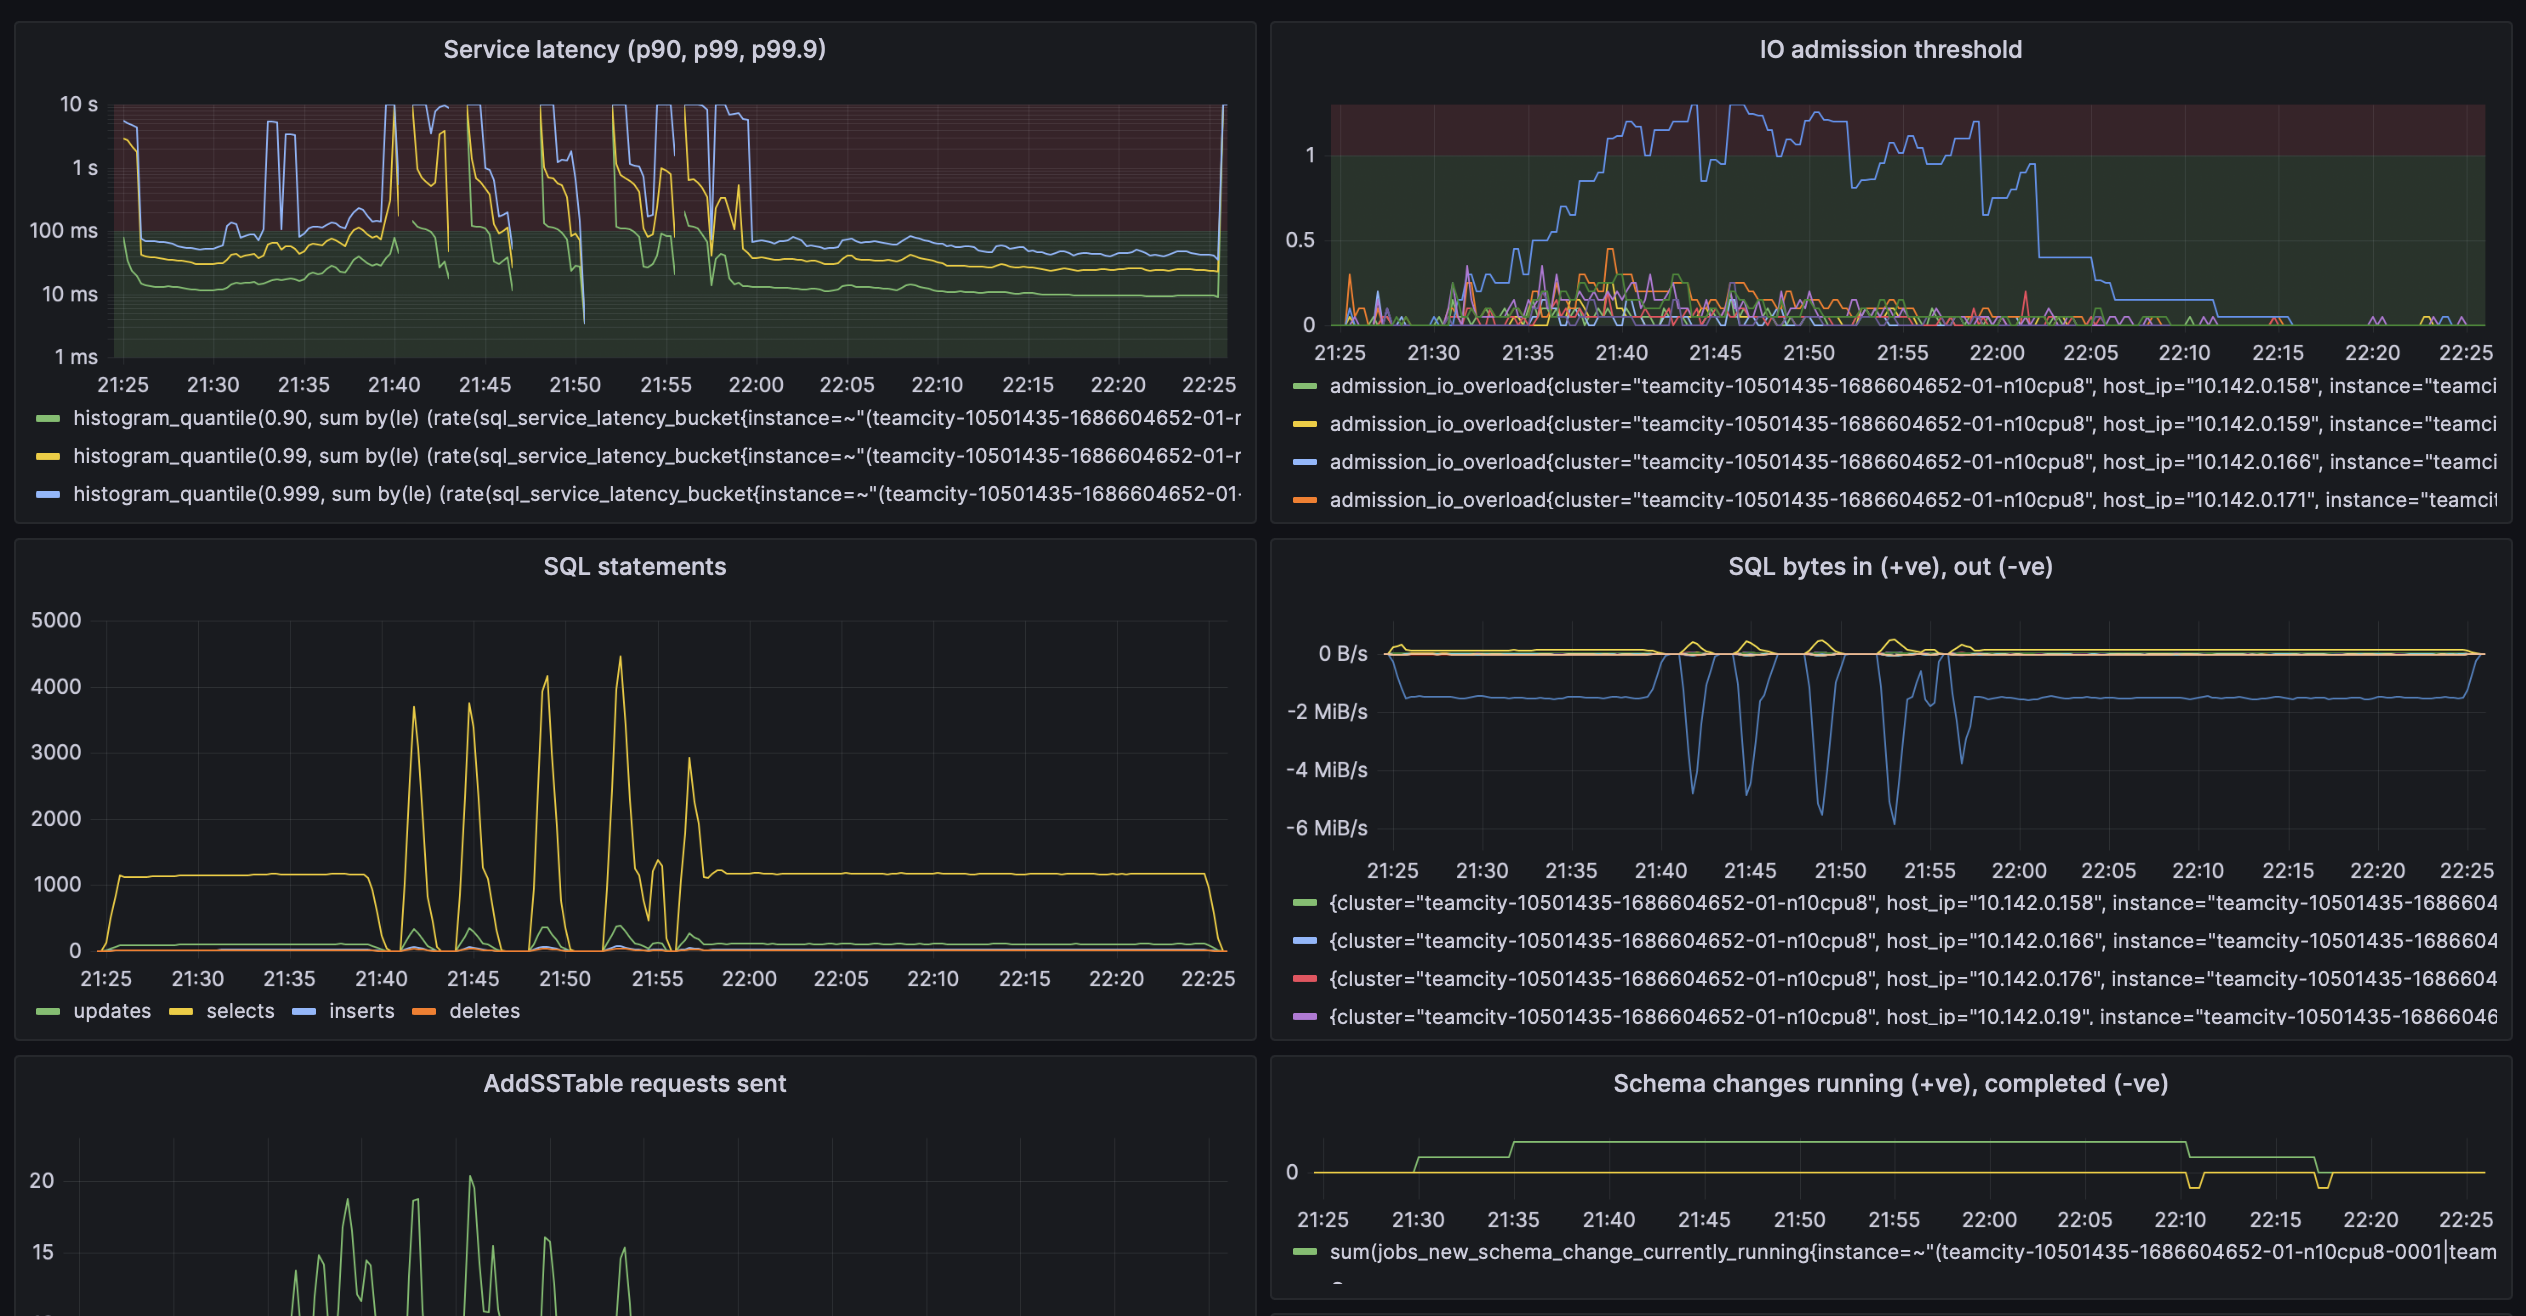 Service latency (p90, p99, p99.9)
10 s
1 s
100 ms
10 ms
1 ms
21:25 21:30 21:35 21:40 21:45 21:50 21:55 22:00 22:05 22:10 22:15 22:20 22:25
histogram_quantile(0.90, sum by(le) (rate(sql_service_latency_bucket{instance=~"(teamcity-10501435-1686604652-01-r
histogram_quantile(0.99, sum by(le) (rate(sql_service_latency_bucket{instance=~"(teamcity-10501435-1686604652-01-r
histogram_quantile(0.999, sum by(le) (rate(sql_service_latency_bucket{instance=~"(teamcity-10501435-1686604652-01-
IO admission threshold
1
0.5
0
21:25 21:30 21:35 21:40 21:45 21:50 21:55 22:00 22:05 22:10 22:15 22:20 22:25
admission_io_overload{cluster="teamcity-10501435-1686604652-01-n10cpu8", host_ip="10.142.0.158", instance="teamci
admission_io_overload{cluster="teamcity-10501435-1686604652-01-n10cpu8", host_ip="10.142.0.159", instance="teamci
admission_io_overload{cluster="teamcity-10501435-1686604652-01-n10cpu8", host_ip="10.142.0.166", instance="teamci
admission_io_overload{cluster="teamcity-10501435-1686604652-01-n10cpu8", host_ip="10.142.0.171", instance="teamcit
SQL statements
5000
4000
3000
2000
1000
0
21:25 21:30 21:35 21:40 21:45 21:50 21:55 22:00 22:05 22:10 22:15 22:20 22:25
updates selects inserts deletes
SQL bytes in (+ve), out (-ve)
0 B/s
-2 MiB/s
-4 MiB/s
-6 MiB/s
21:25 21:30 21:35 21:40 21:45 21:50 21:55 22:00 22:05 22:10 22:15 22:20 22:25
{cluster="teamcity-10501435-1686604652-01-n10cpu8", host_ip="10.142.0.158", instance="teamcity-10501435-1686604
{cluster="teamcity-10501435-1686604652-01-n10cpu8", host_ip="10.142.0.166", instance="teamcity-10501435-1686604
{cluster="teamcity-10501435-1686604652-01-n10cpu8", host_ip="10.142.0.176", instance="teamcity-10501435-1686604
{cluster="teamcity-10501435-1686604652-01-n10cpu8", host_ip="10.142.0.19", instance="teamcity-10501435-16866046
AddSSTable requests sent
20
15
Schema changes running (+ve), completed (-ve)
0
21:25 21:30 21:35 21:40 21:45 21:50 21:55 22:00 22:05 22:10 22:15 22:20 22:25
sum(jobs_new_schema_change_currently_running{instance=~"(teamcity-10501435-1686604652-01-n10cpu8-0001|team